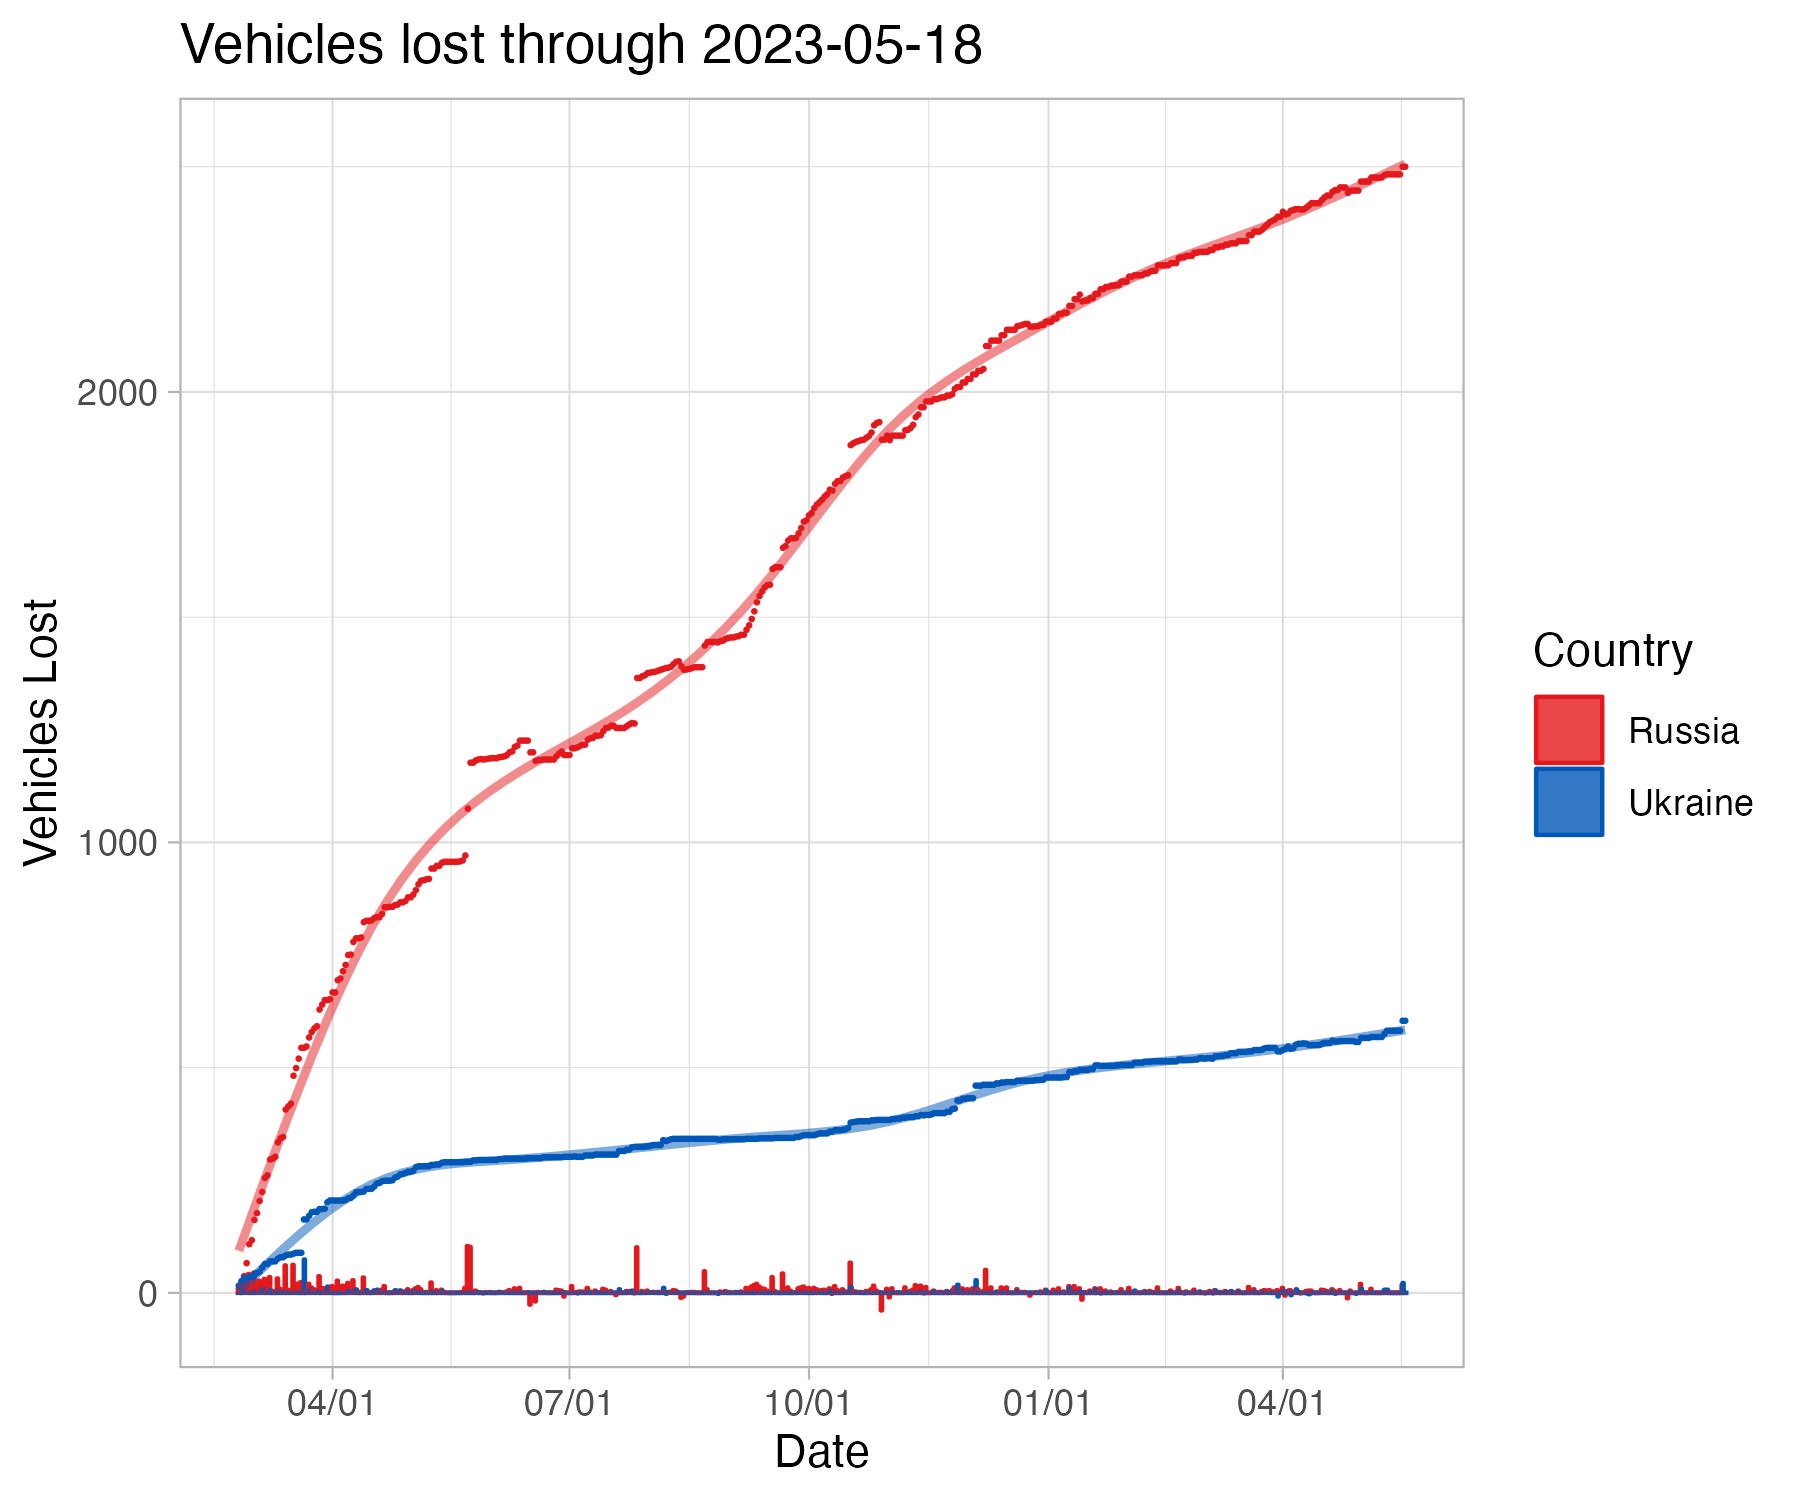 Vehicles lost through 2023-05-18
Vehicles Lost
2000
1000
0
04/01 07/01 10/01 01/01 04/01
Date
Country
Russia
Ukraine